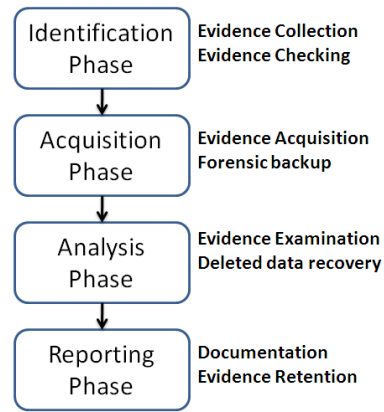 Identification
Phase
Evidence Collection
Evidence Checking
Acquisition
Phase
Evidence Acquisition
Forensic backup
Analysis
Phase
Evidence Examination
Deleted data recovery
Reporting
Phase
Documentation
Evidence Retention